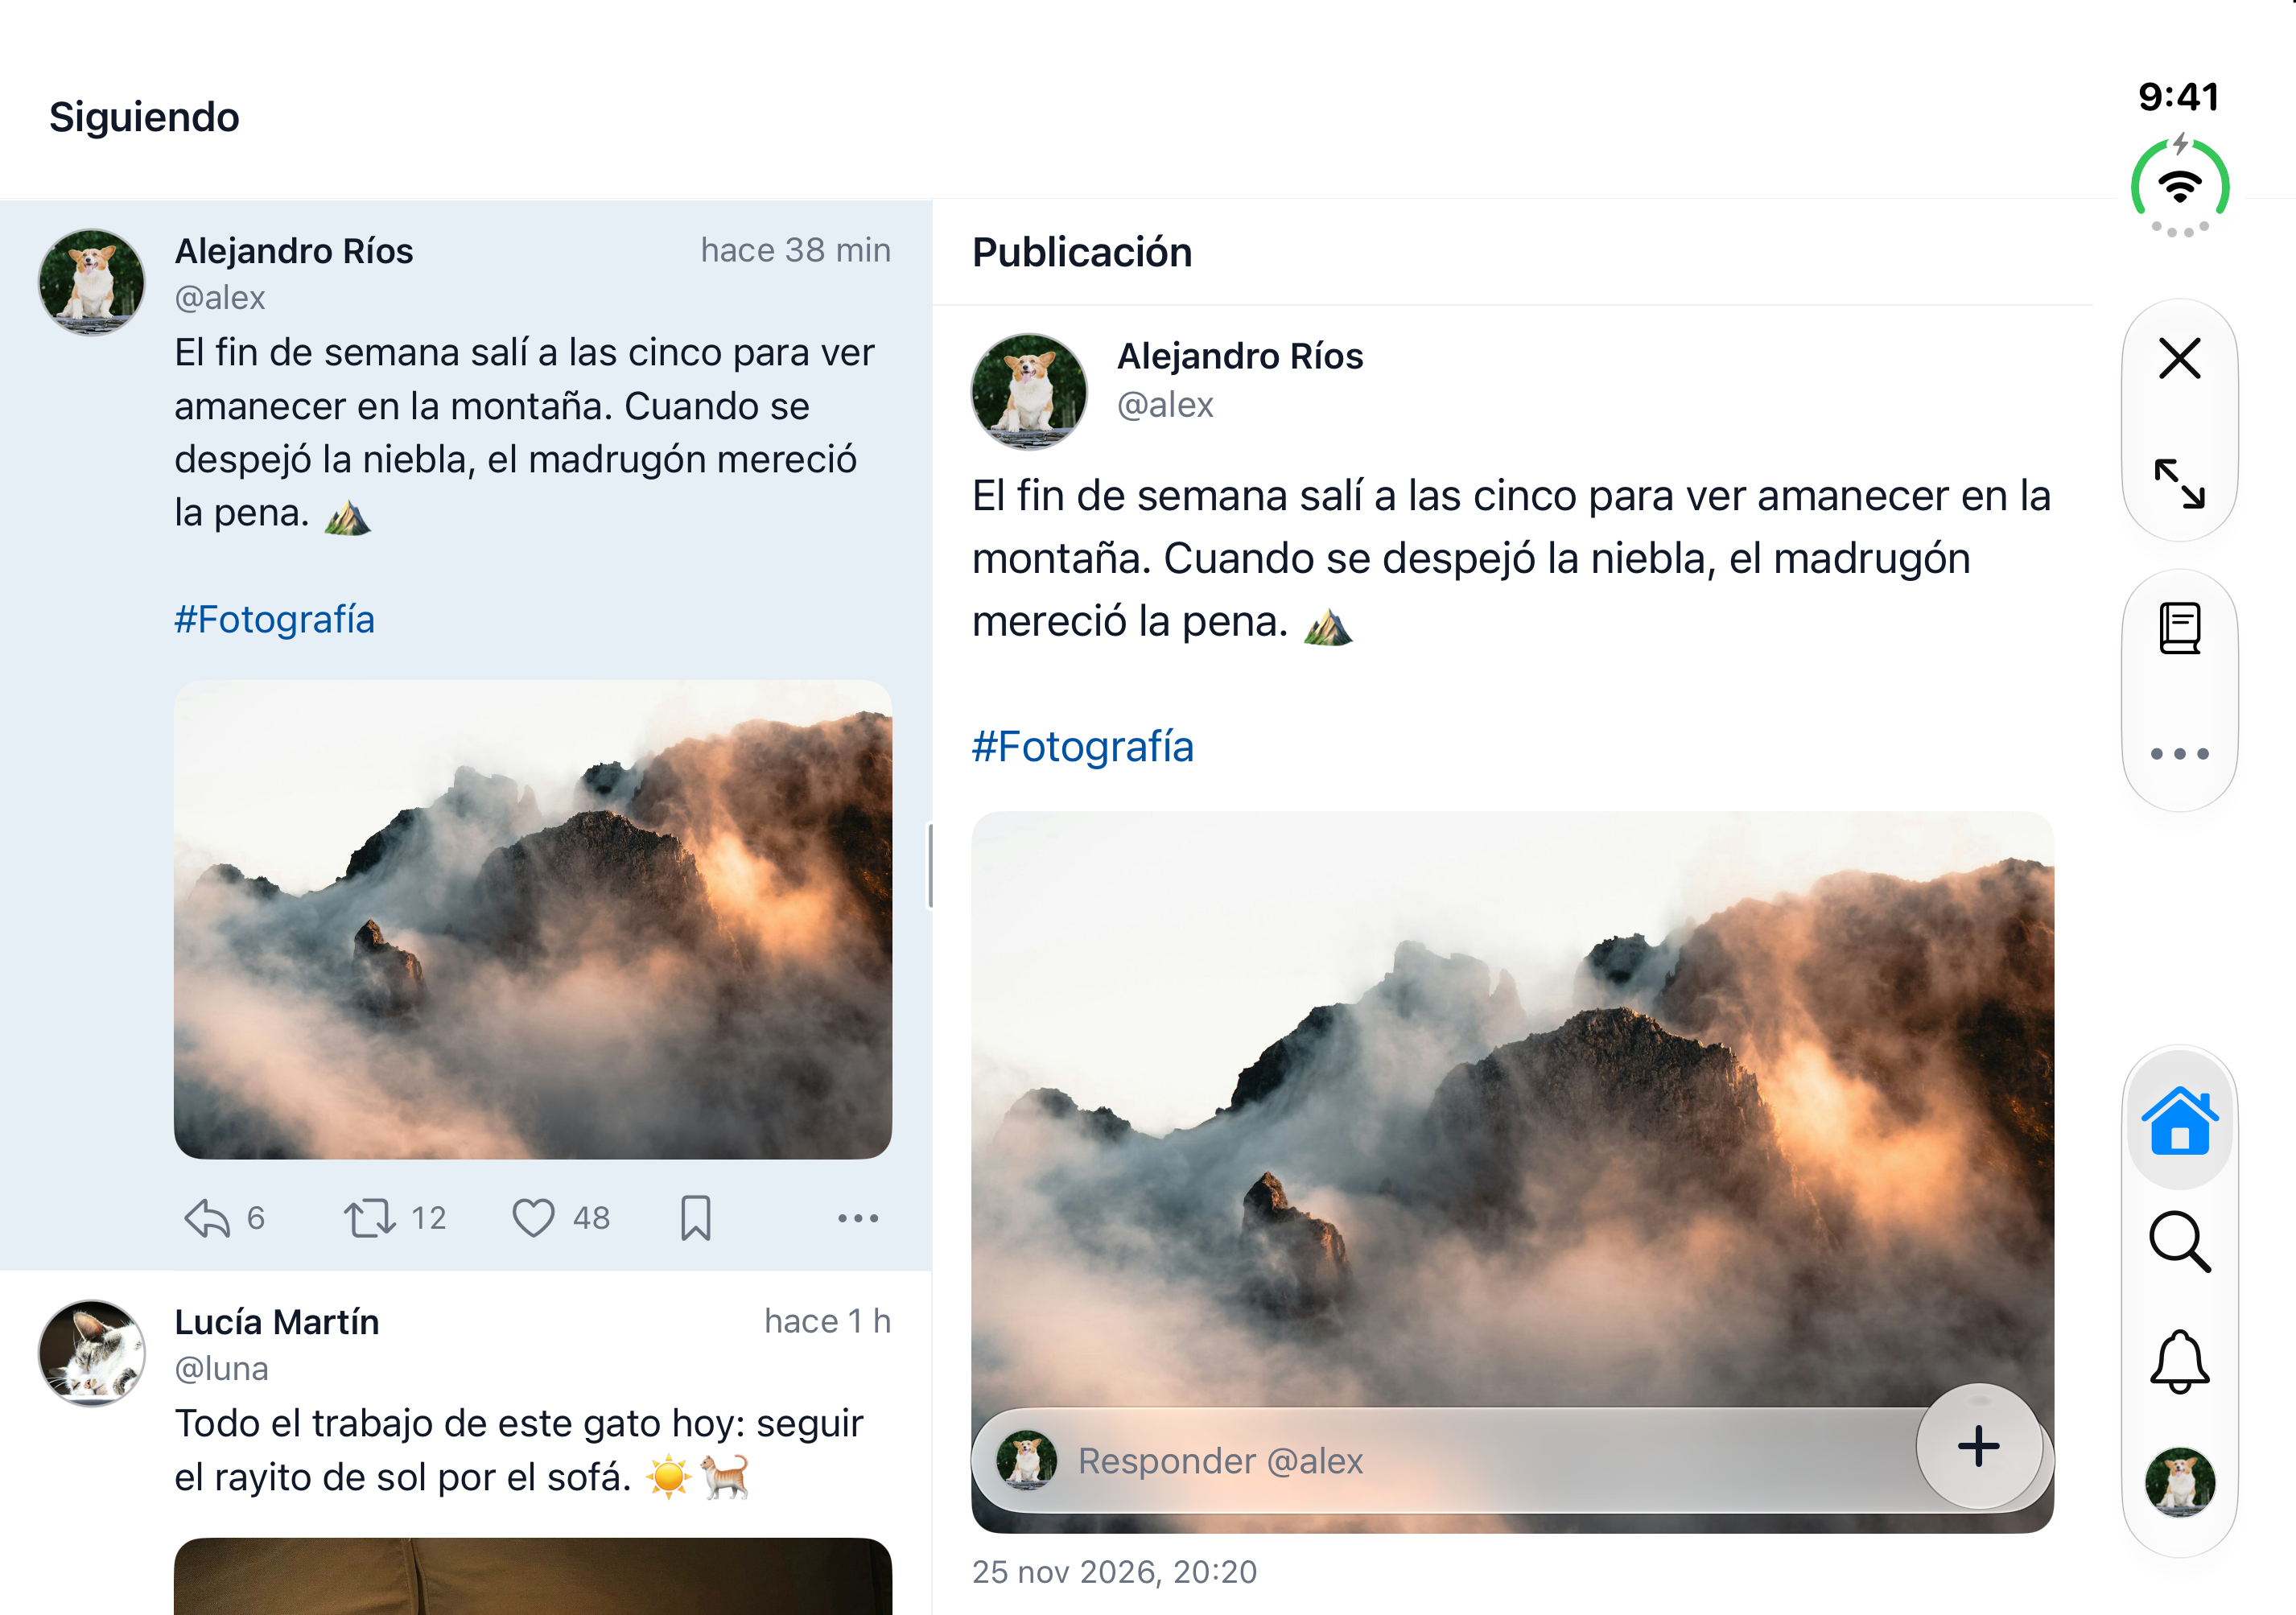 Siguiendo
9:41
Alejandro Ríos
hace 38 min
@alex
El fin de semana salí a las cinco para ver
amanecer en la montaña. Cuando se
despejó la niebla, el madrugón mereció
la pena. ⛰️
#Fotografía
6
12
48
Lucía Martín
hace 1 h
@luna
Todo el trabajo de este gato hoy: seguir
el rayito de sol por el sofá. ☀️🐈
Publicación
Alejandro Ríos
@alex
El fin de semana salí a las cinco para ver amanecer en la
montaña. Cuando se despejó la niebla, el madrugón
mereció la pena. ⛰️
#Fotografía
Responder @alex
25 nov 2026, 20:20